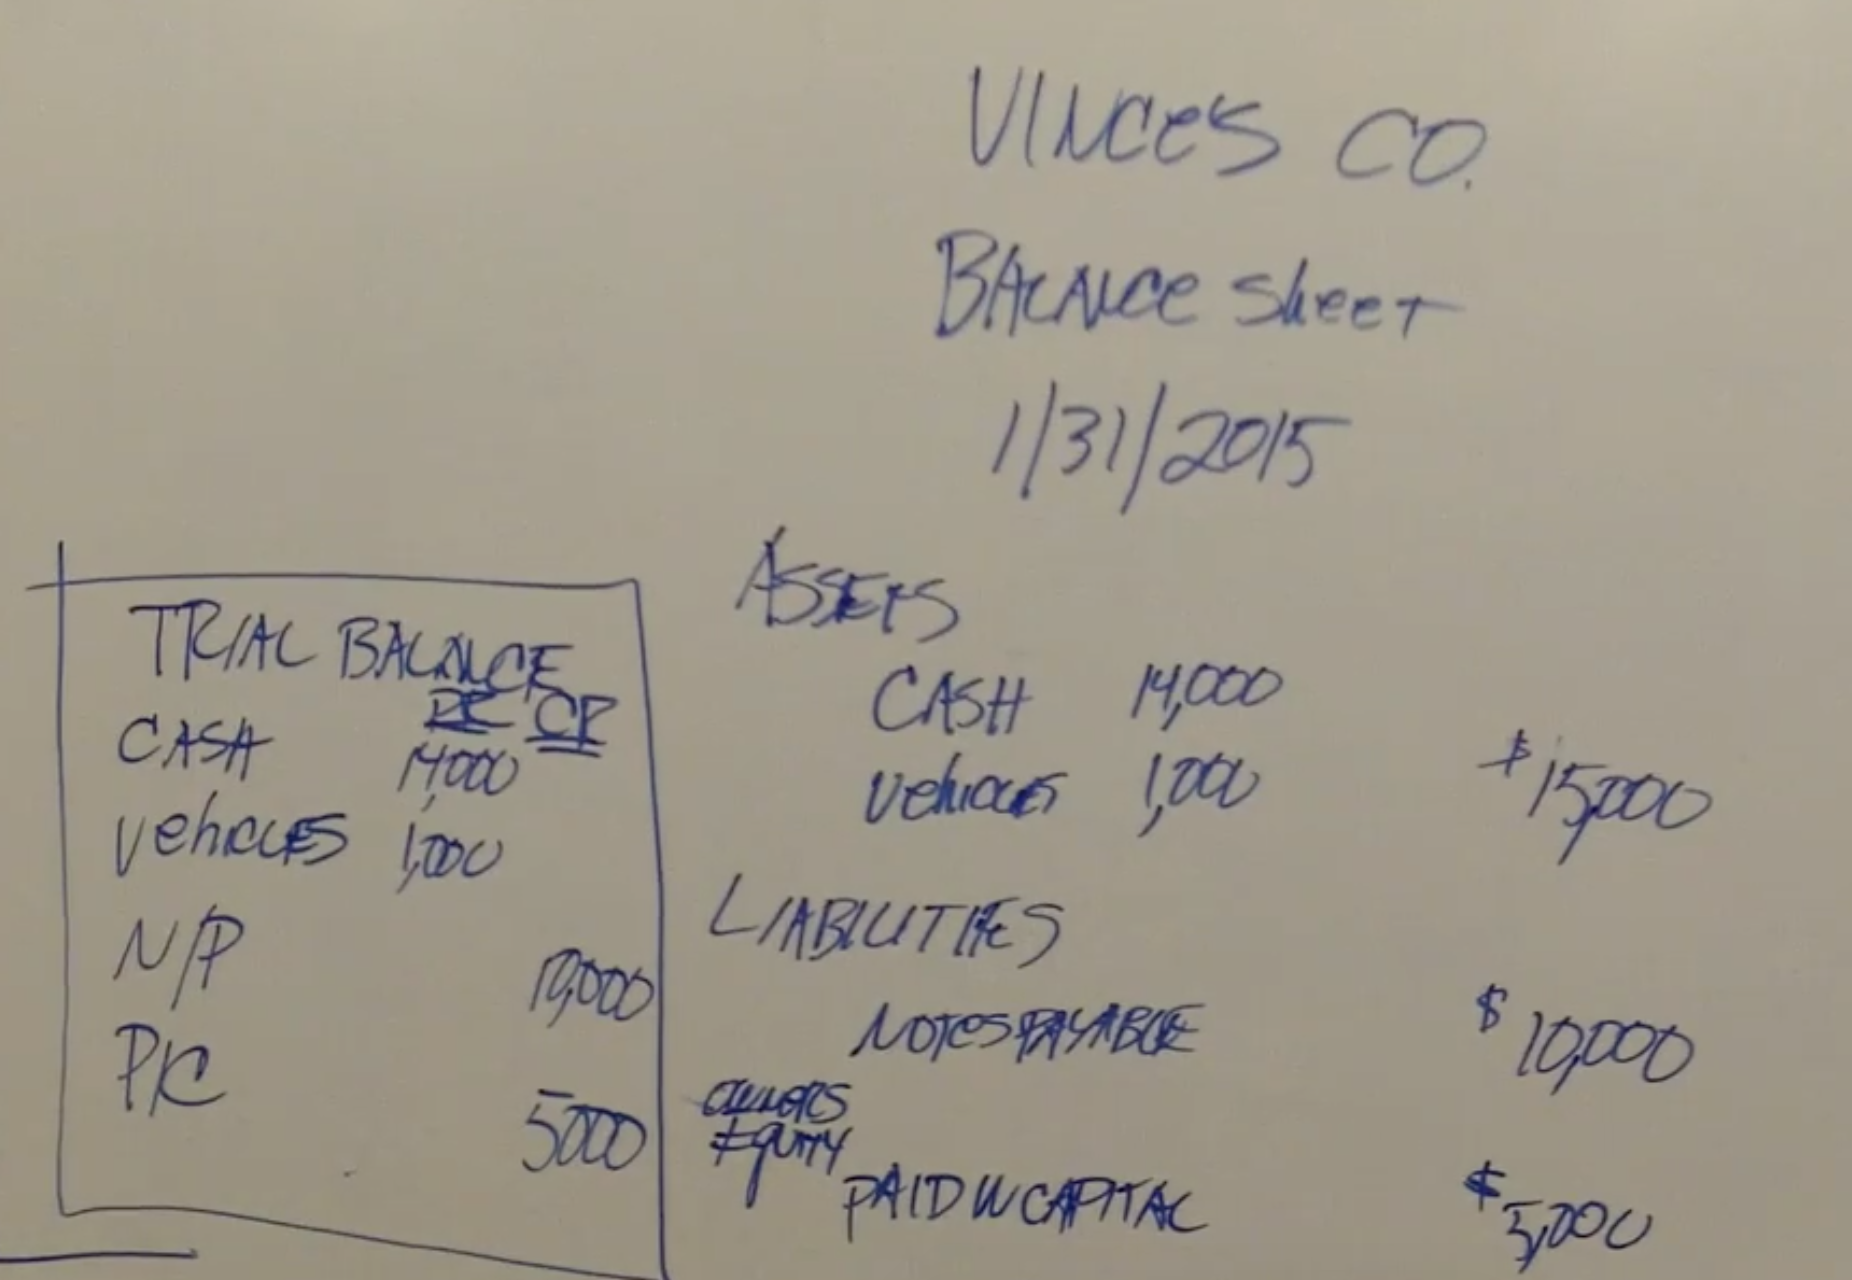 VINCES CO.
BALANCE Sheet
1/31/2015
TRIAL BALANCE
DR CR
CASH 14,000
VehicLES 1,000
N/P 10,000
PIC 5000
ASSETS
CASH 14,000
Vehicles 1,000 $15,000
LIABILITIES
NOTES PAYABLE $10,000
OWNERS
EQUITY
PAID IN CAPITAL $5,000